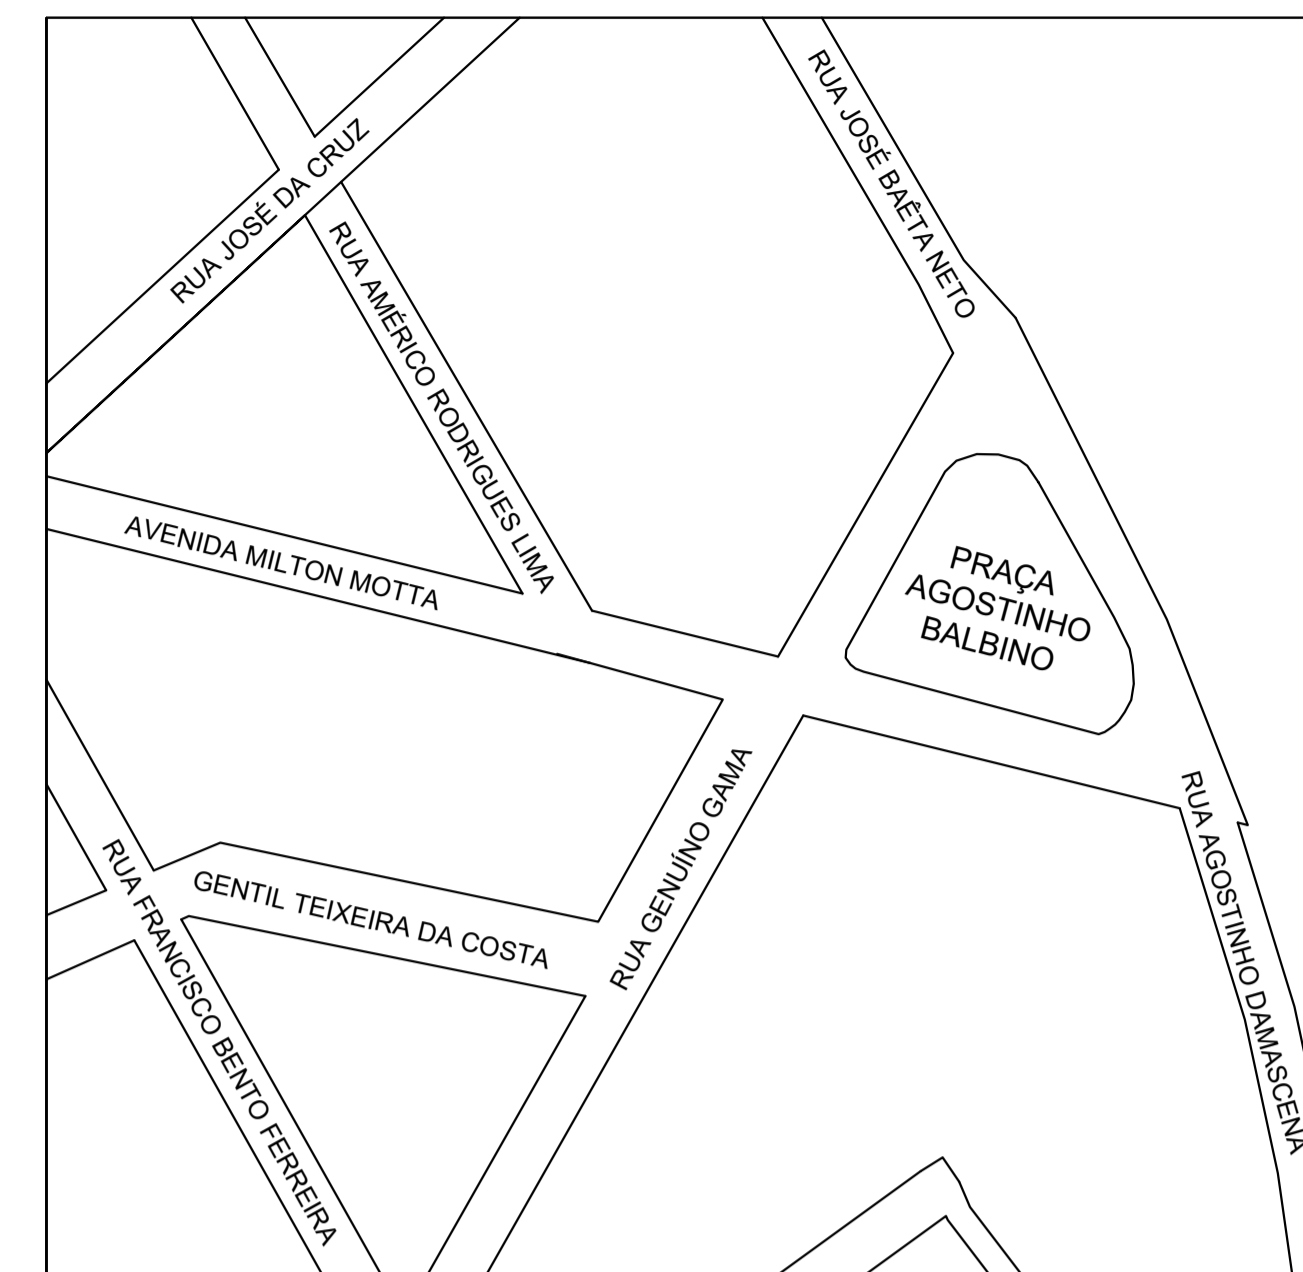 RUA JOSÉ BAÊTA NETO
RUA JOSÉ DA CRUZ
RUA AMÉRICO RODRIGUES LIMA
AVENIDA MILTON MOTTA
PRAÇA
AGOSTINHO
BALBINO
RUA GENUÍNO GAMA
RUA AGOSTINHO DAMASCENA
GENTIL TEIXEIRA DA COSTA
RUA FRANCISCO BENTO FERREIRA